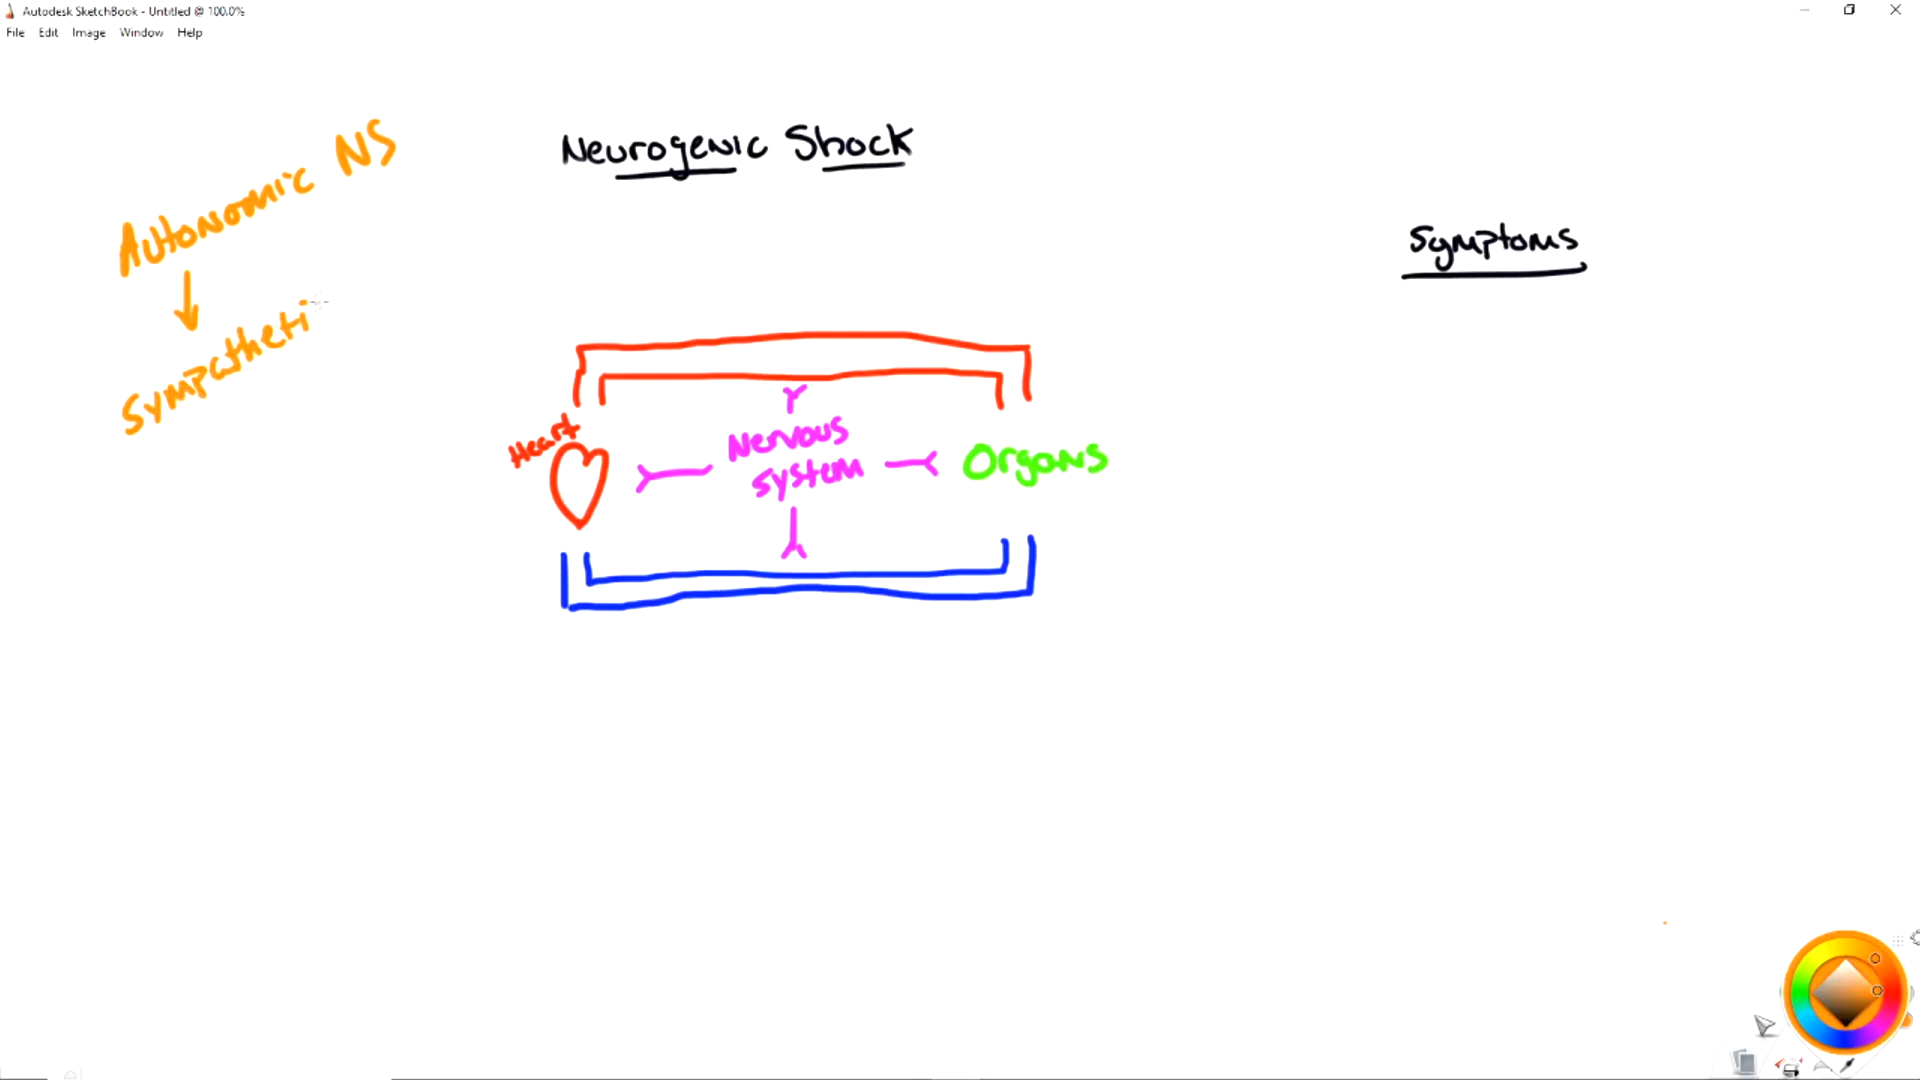 Autodesk SketchBook - Untitled @ 100.0%
File Edit Image Window Help
Neurogenic Shock
Autonomic NS
Sympatheti
Symptoms
Heart
Nervous
System
Organs